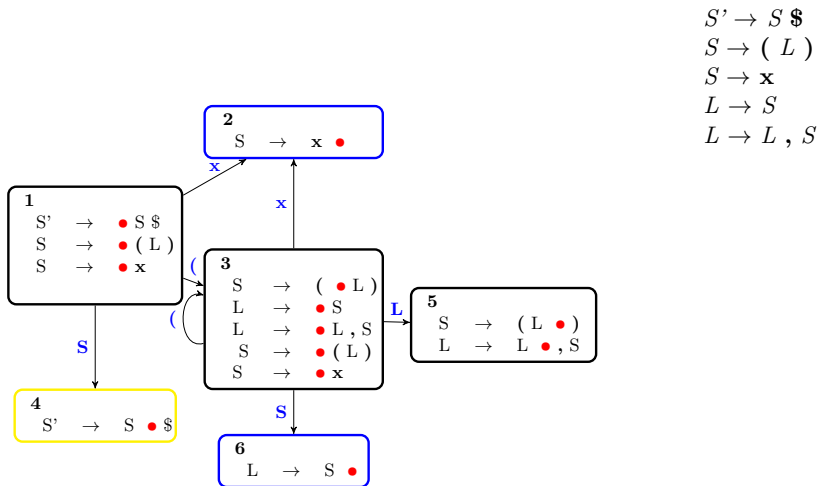 S' → S $
S → ( L )
S → x
L → S
L → L , S
2
S → x ●
x
1
S' → ● S $
S → ● ( L )
S → ● x
x
(
3
S → ( ● L )
L → ● S
L → ● L , S
S → ● ( L )
S → ● x
(
L
5
S → ( L ● )
L → L ● , S
S
4
S' → S ● $
S
6
L → S ●